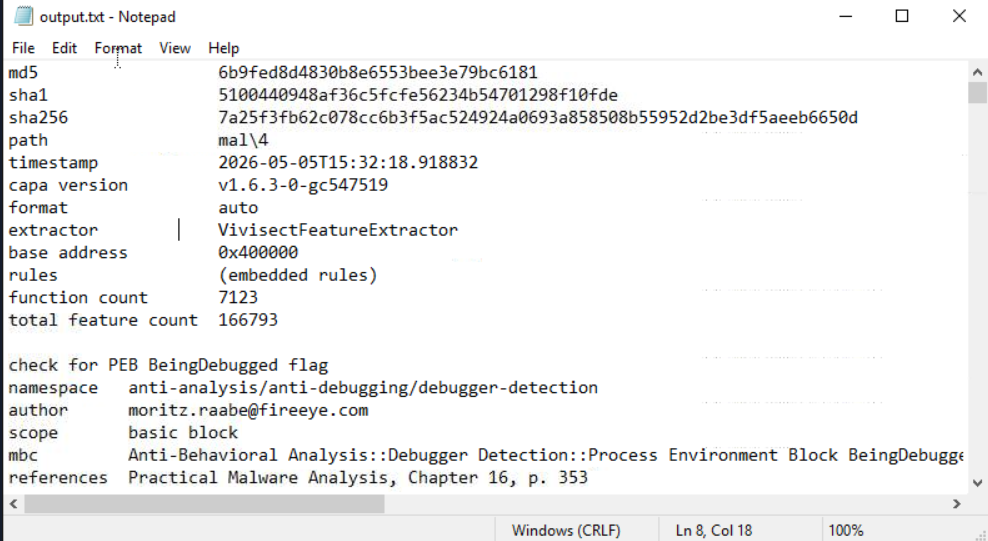 output.txt - Notepad
File Edit Format View Help
md5 6b9fed8d4830b8e6553bee3e79bc6181
sha1 5100440948af36c5fcfe56234b54701298f10fde
sha256 7a25f3fb62c078cc6b3f5ac524924a0693a858508b55952d2be3df5aeeb6650d
path mal\4
timestamp 2026-05-05T15:32:18.918832
capa version v1.6.3-0-gc547519
format auto
extractor VivisectFeatureExtractor
base address 0x400000
rules (embedded rules)
function count 7123
total feature count 166793
check for PEB BeingDebugged flag
namespace anti-analysis/anti-debugging/debugger-detection
author moritz.raabe@fireeye.com
scope basic block
mbc Anti-Behavioral Analysis::Debugger Detection::Process Environment Block BeingDebugge
references Practical Malware Analysis, Chapter 16, p. 353
Windows (CRLF) Ln 8, Col 18 100%